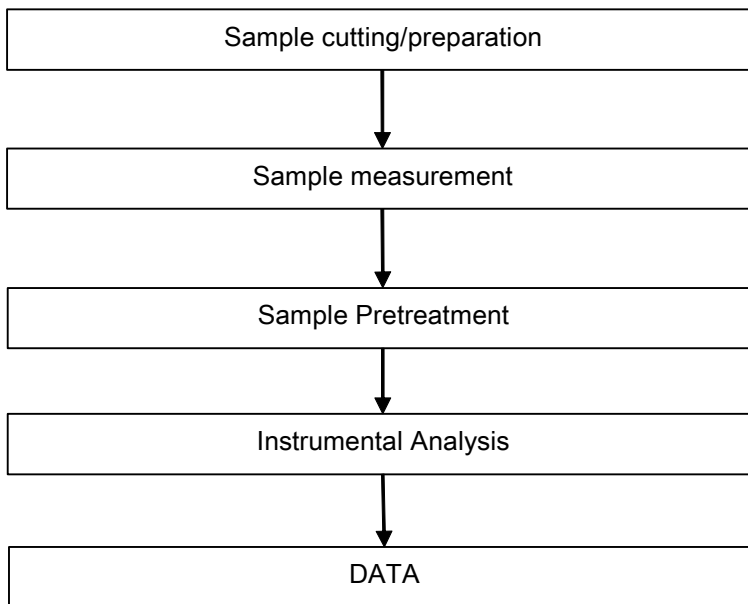 Sample cutting/preparation
Sample measurement
Sample Pretreatment
Instrumental Analysis
DATA